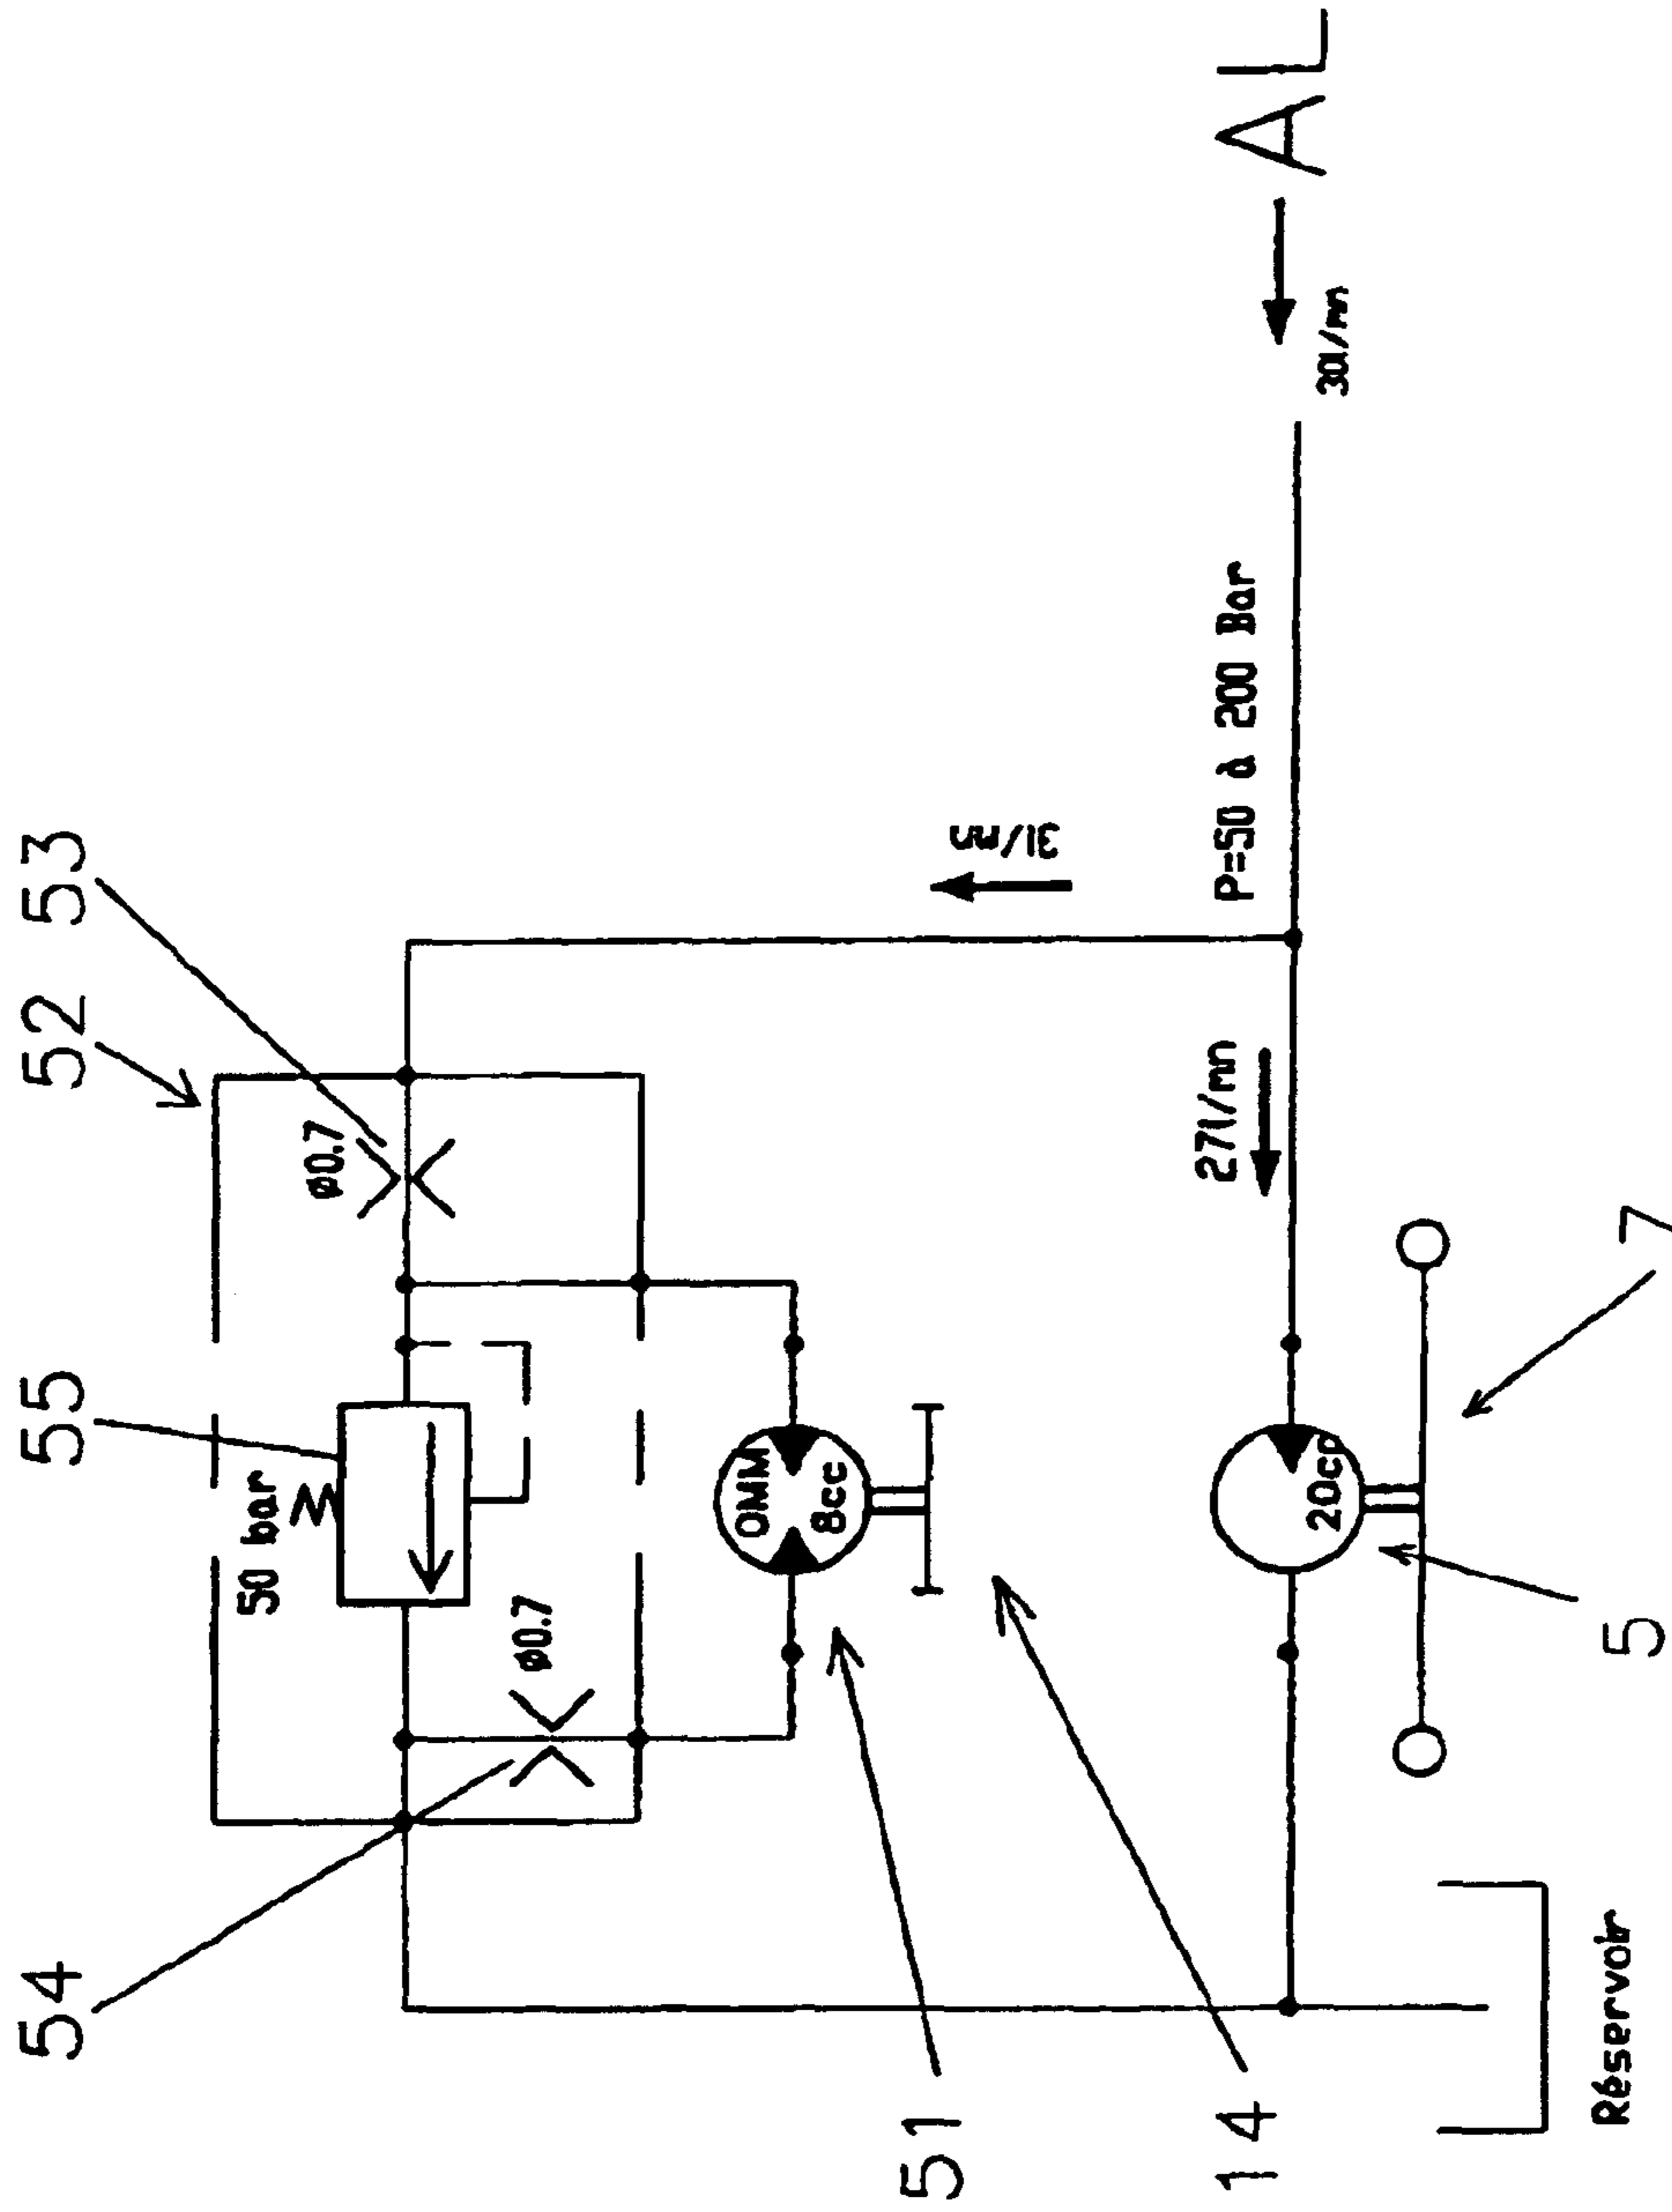 54
55
52
53
50 bar
ø0.7
ø0.7
OMM
8cc
51
14
3l/mn
P=50 à 200 Bar
27l/mn
20cc
5
7
AL
30l/mn
Réservoir